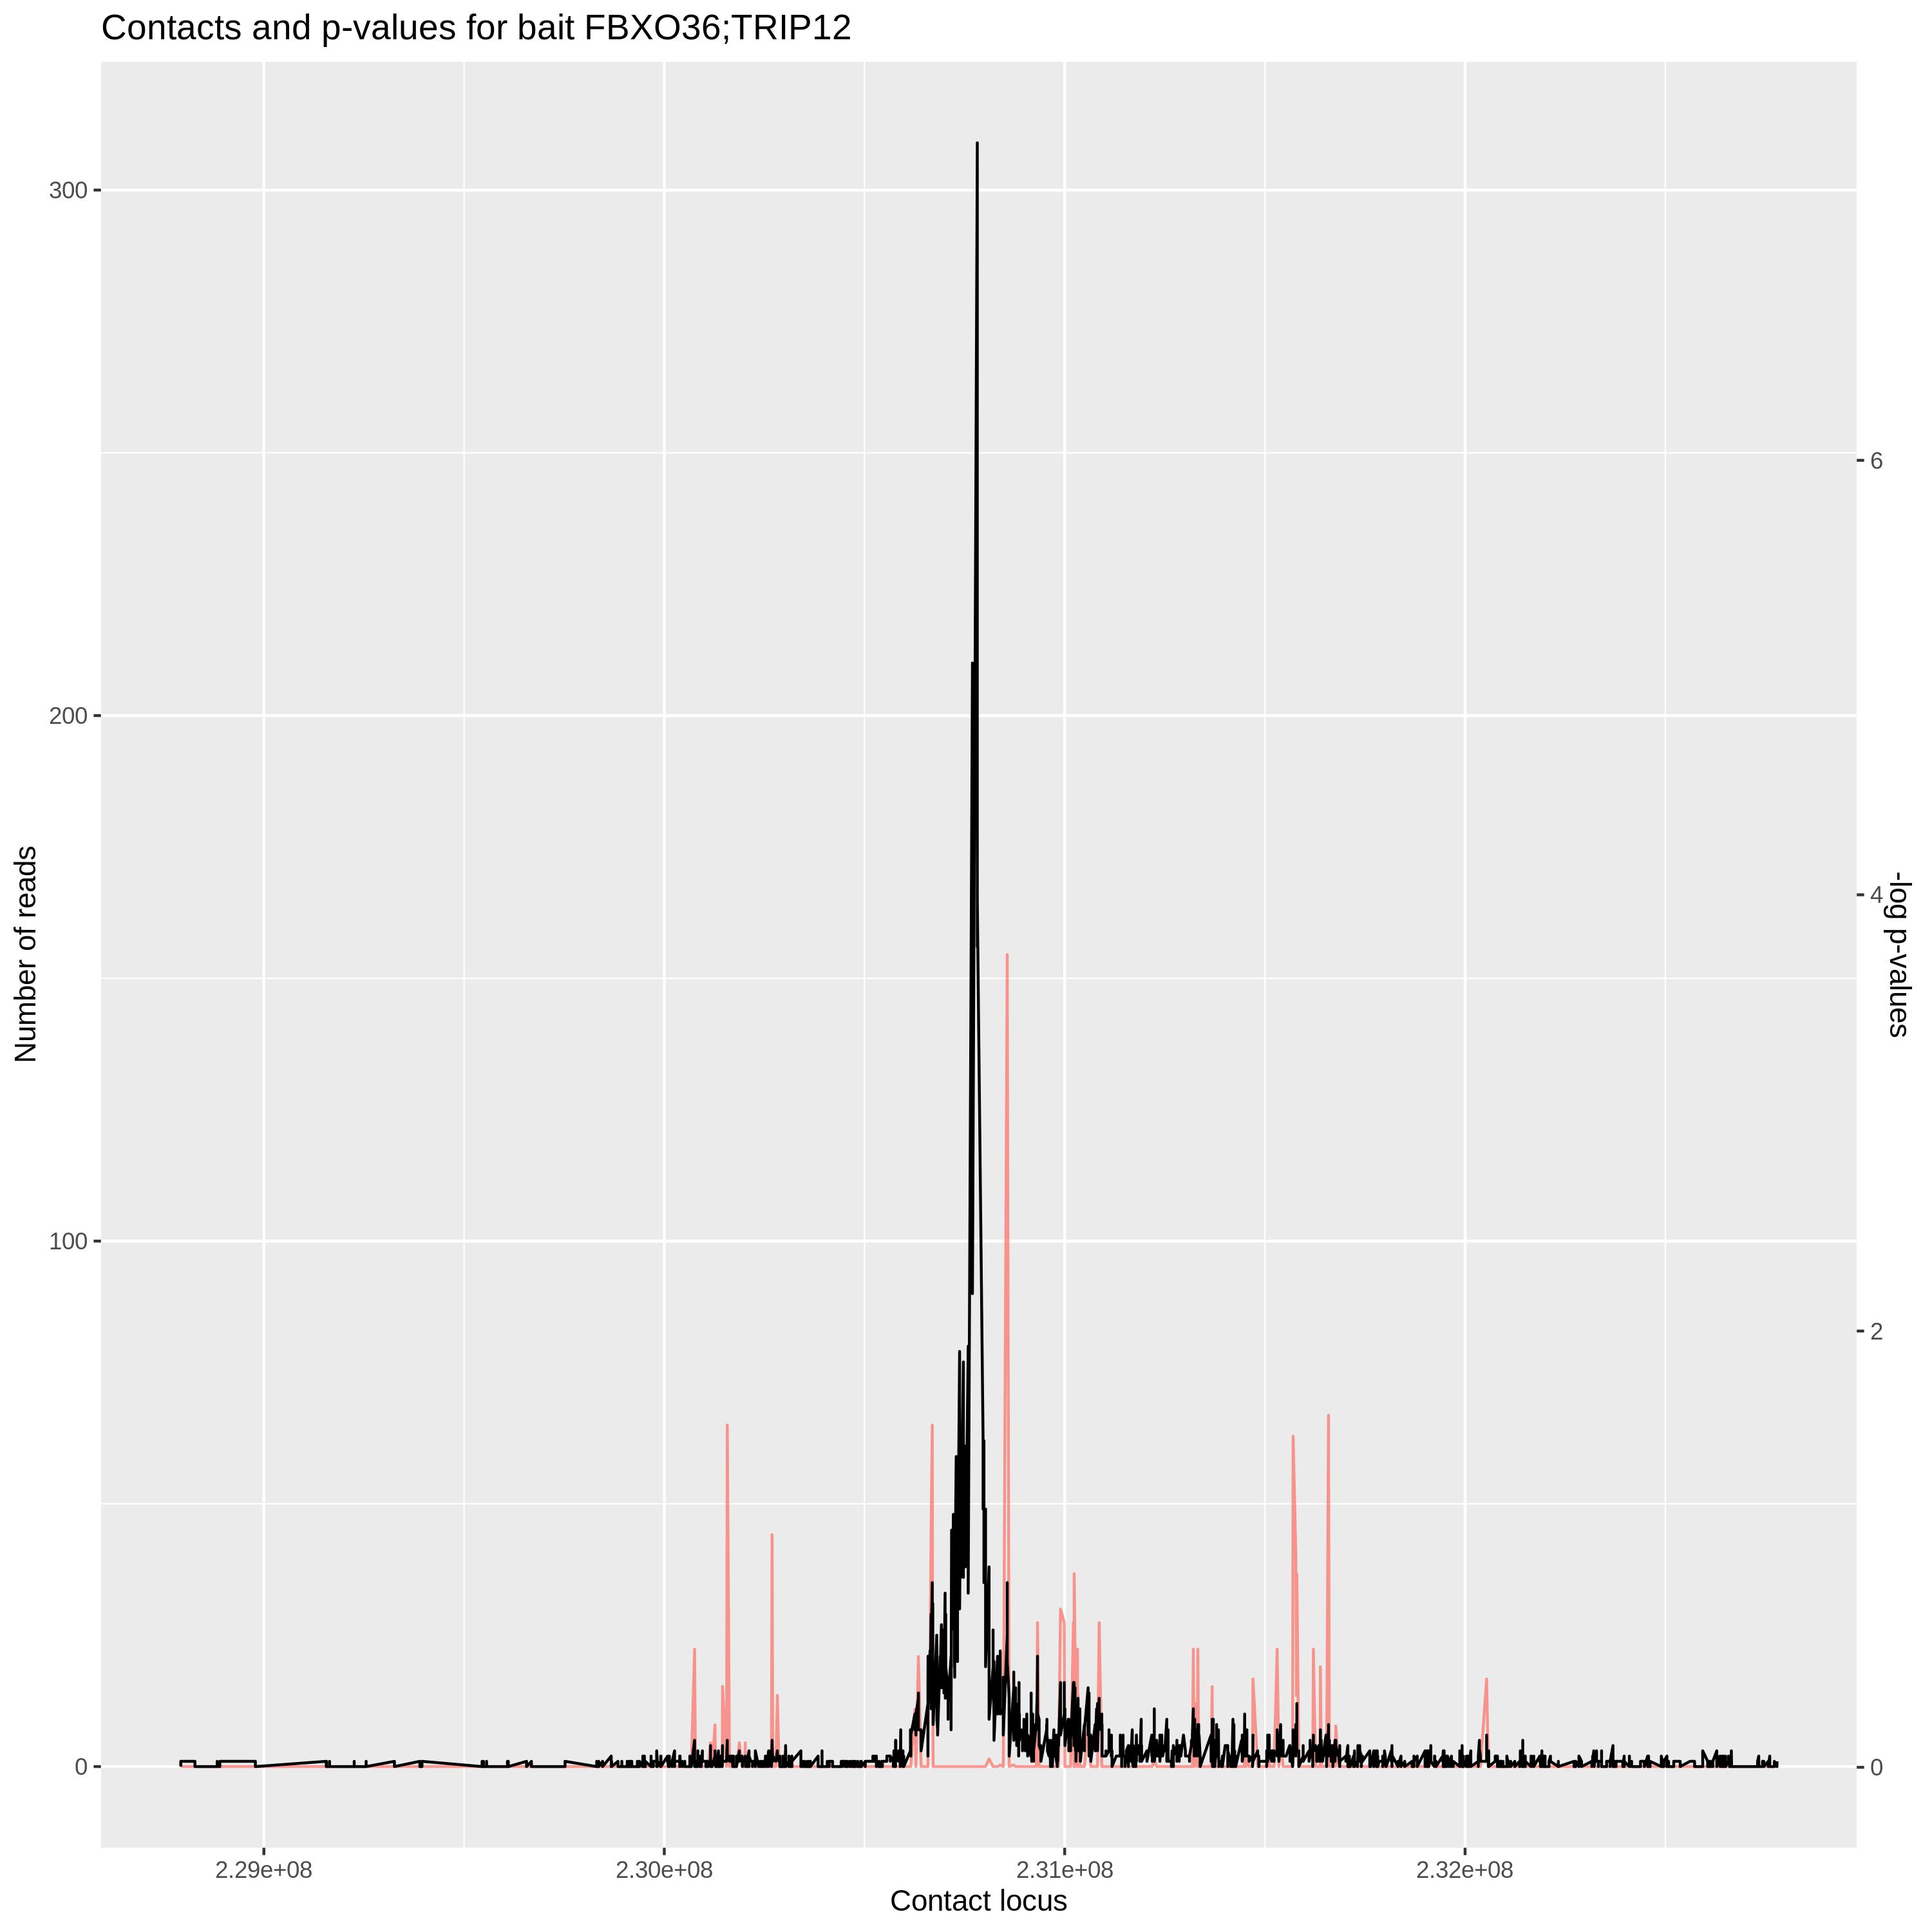 Contacts and p-values for bait FBXO36;TRIP12
300
200
100
0
Number of reads
6
4
2
0
-log p-values
2.29e+08
2.30e+08
2.31e+08
2.32e+08
Contact locus